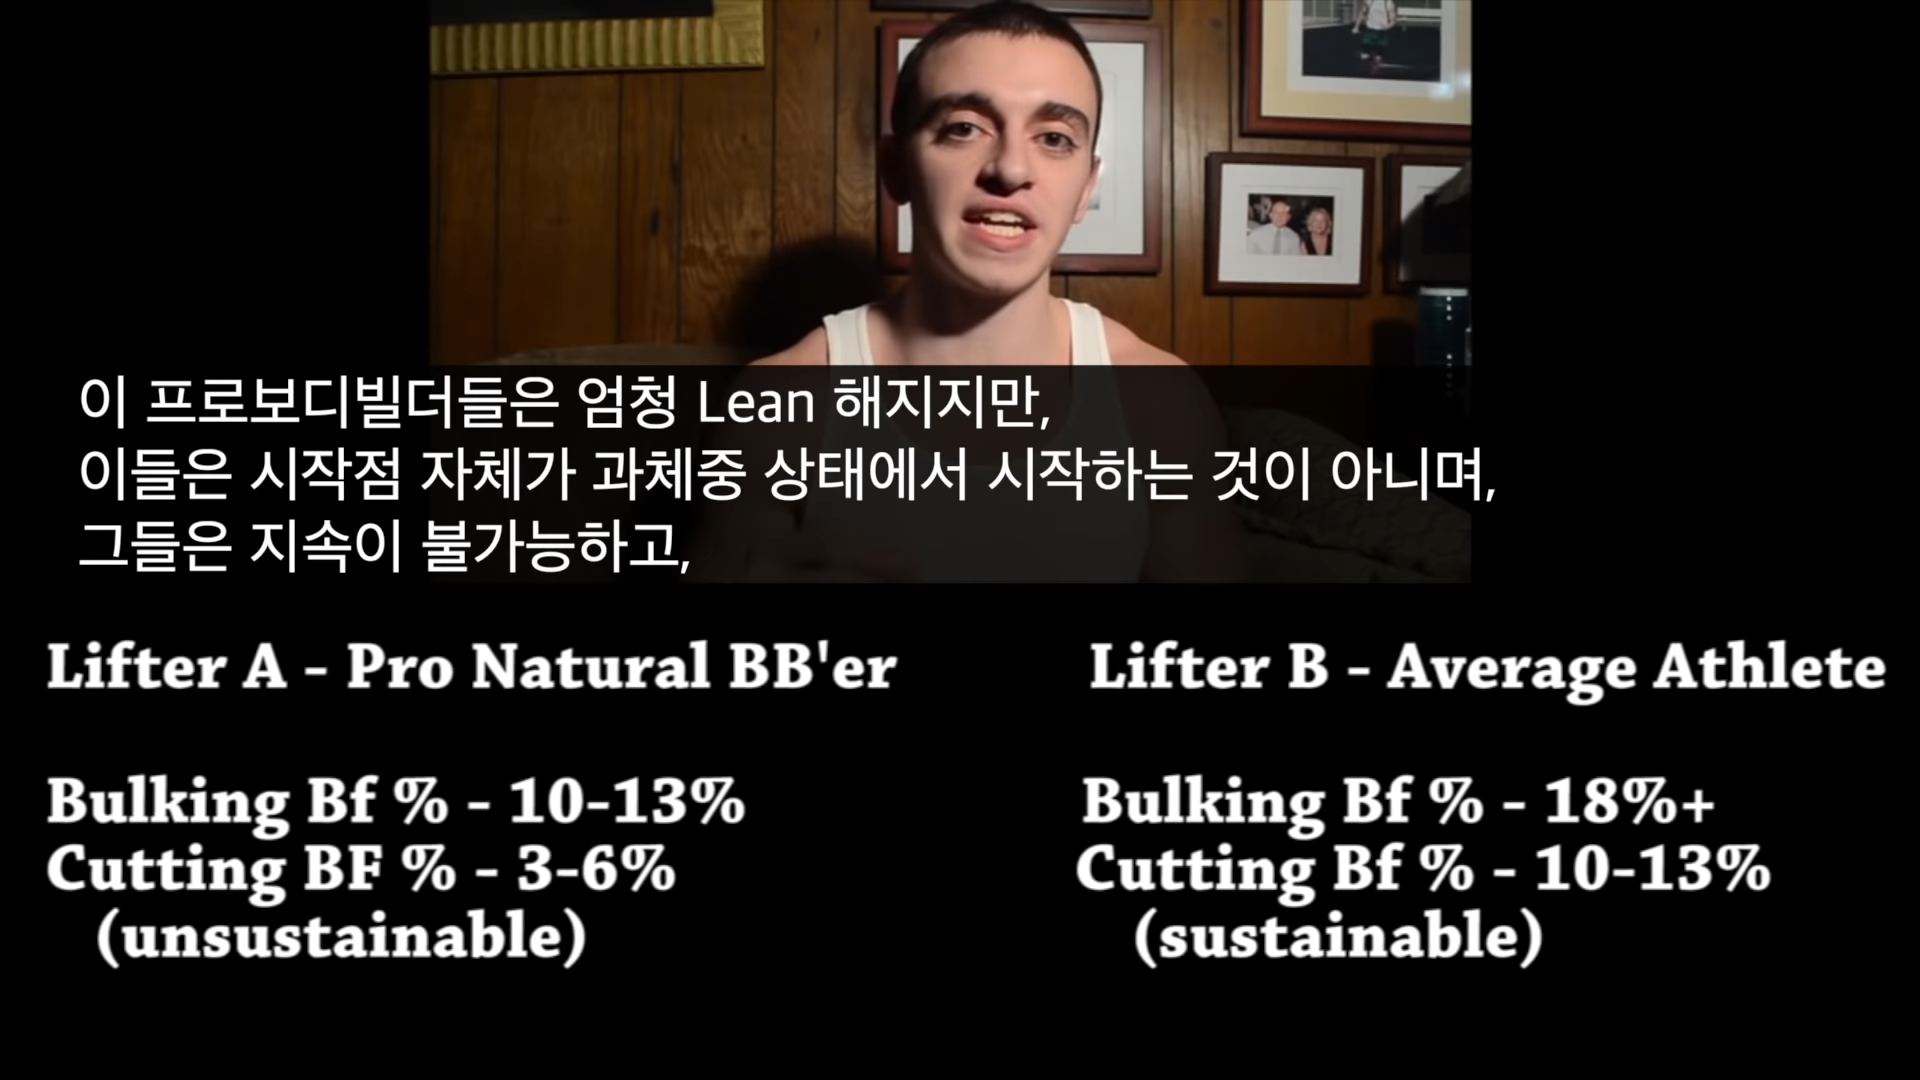 이 프로보디빌더들은 엄청 Lean 해지지만,
이들은 시작점 자체가 과체중 상태에서 시작하는 것이 아니며,
그들은 지속이 불가능하고,
Lifter A - Pro Natural BB'er
Bulking Bf % - 10-13%
Cutting BF % - 3-6%
(unsustainable)
Lifter B - Average Athlete
Bulking Bf % - 18%+
Cutting Bf % - 10-13%
(sustainable)